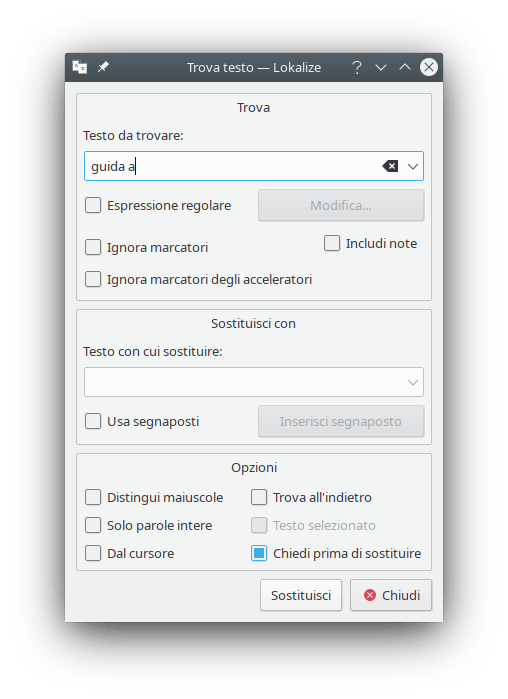 Trova testo — Lokalize
Trova
Testo da trovare:
guida a
Espressione regolare
Modifica...
Ignora marcatori
Includi note
Ignora marcatori degli acceleratori
Sostituisci con
Testo con cui sostituire:
Usa segnaposti
Inserisci segnaposto
Opzioni
Distingui maiuscole
Trova all'indietro
Solo parole intere
Testo selezionato
Dal cursore
Chiedi prima di sostituire
Sostituisci
Chiudi